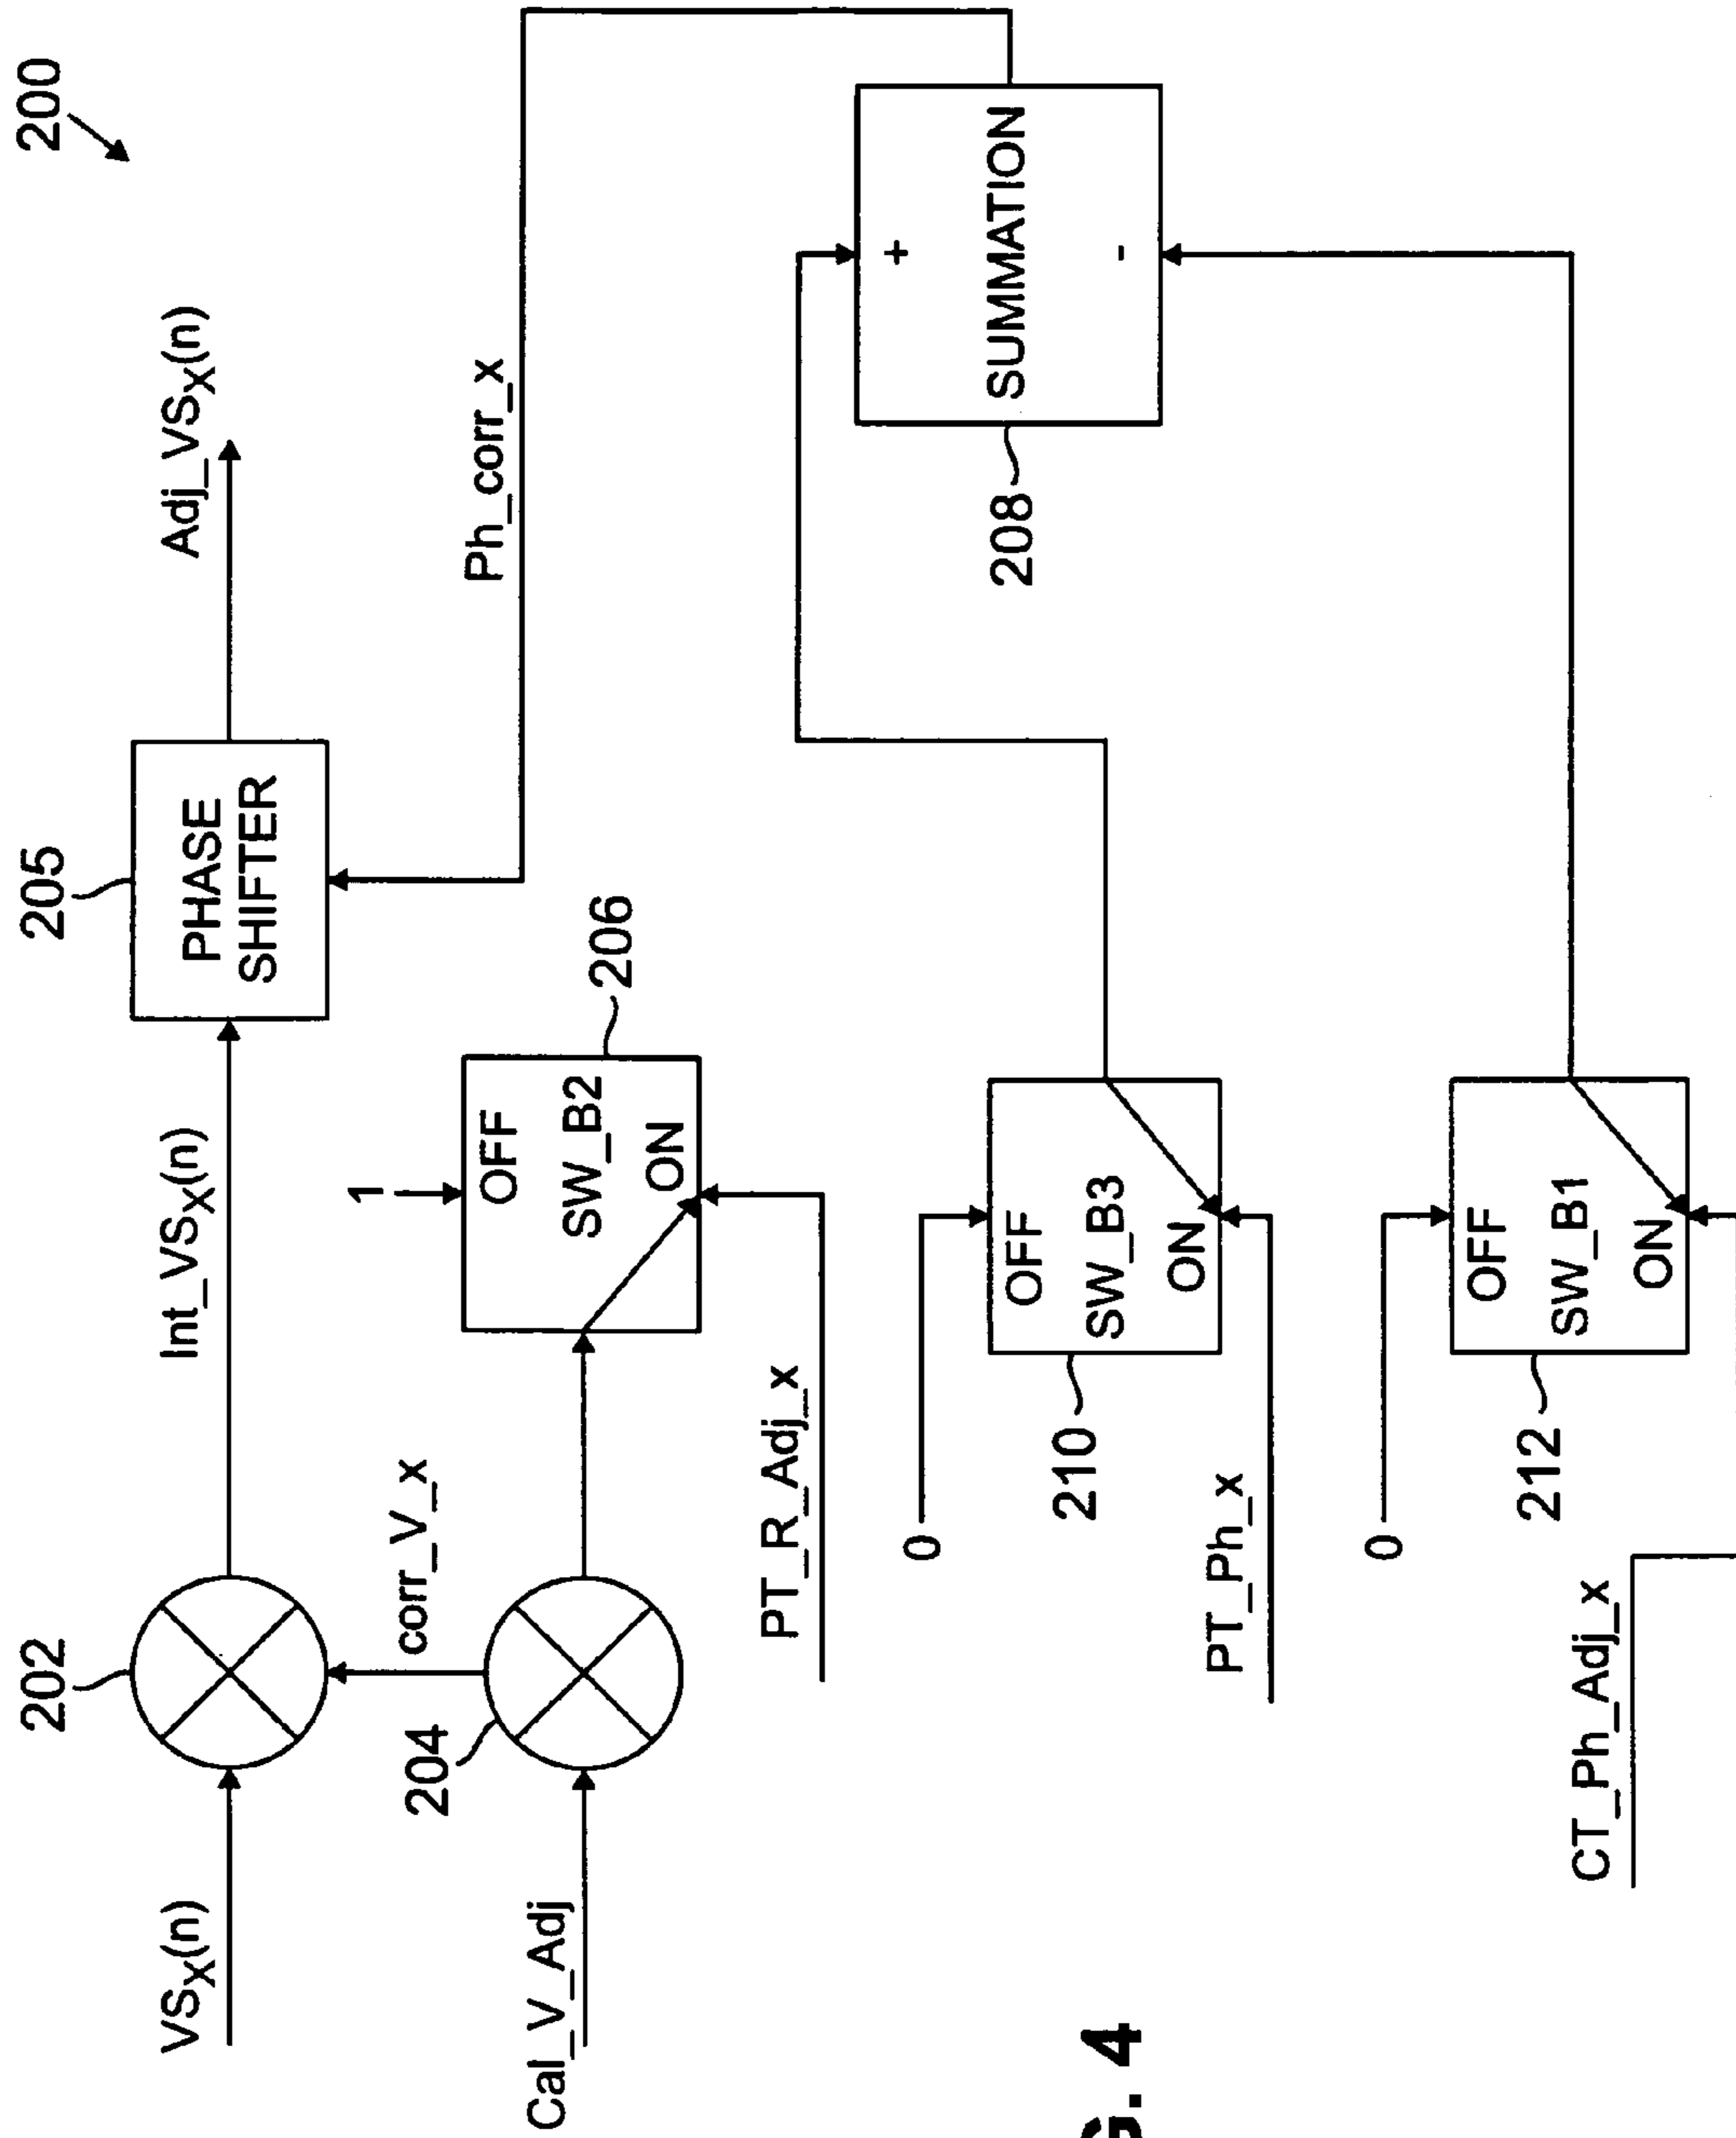 200
VSx(n)
202
Int_VSx(n)
205
PHASE
SHIFTER
Adj_VSx(n)
Cal_V_Adj
204
corr_V_x
1
OFF
SW_B2
ON
206
PT_R_Adj_x
Ph_corr_x
0
OFF
SW_B3
ON
210
PT_Ph_x
+
SUMMATION
-
208
0
OFF
SW_B1
ON
212
CT_Ph_Adj_x
G. 4